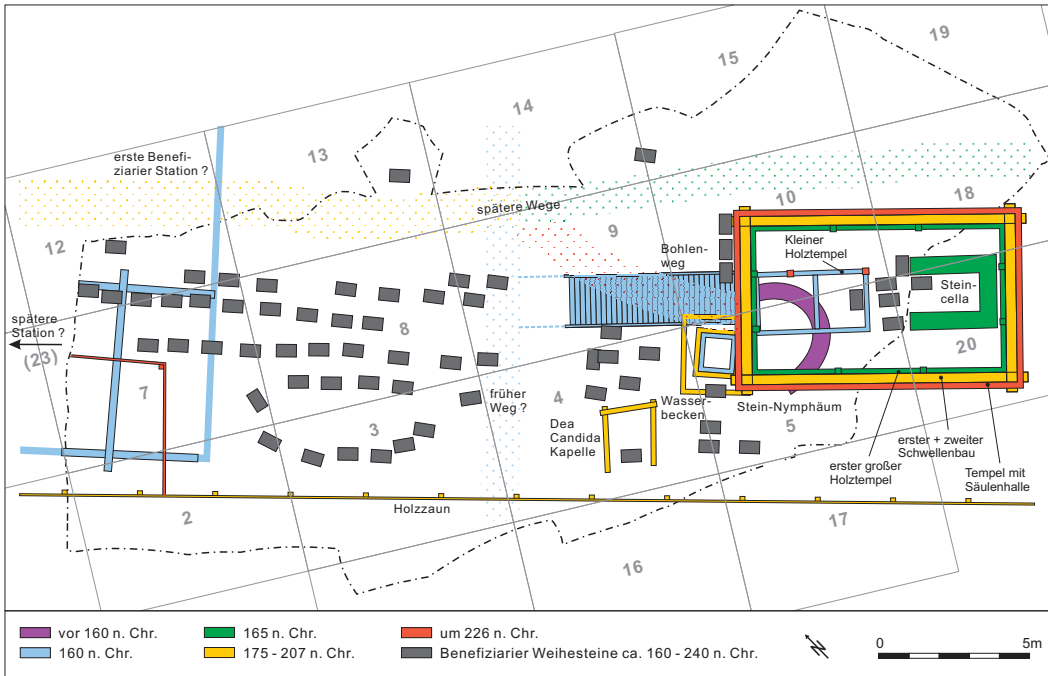 19
15
14
13
erste Benefi-
ziarier Station ?
18
10
spätere Wege
9
12
Kleiner
Holztempel
Bohlen-
weg
Stein-
cella
spätere
Station ?
(23)
8
20
7
früher
Weg ?
4
Wasser-
becken
Stein-Nymphäum
Dea
Candida
Kapelle
3
5
erster großer
Holztempel
erster + zweiter
Schwellenbau
Tempel mit
Säulenhalle
Holzzaun
2
17
16
vor 160 n. Chr.
165 n. Chr.
um 226 n. Chr.
160 n. Chr.
175 - 207 n. Chr.
Benefiziarier Weihesteine ca. 160 - 240 n. Chr.
N
0
5m